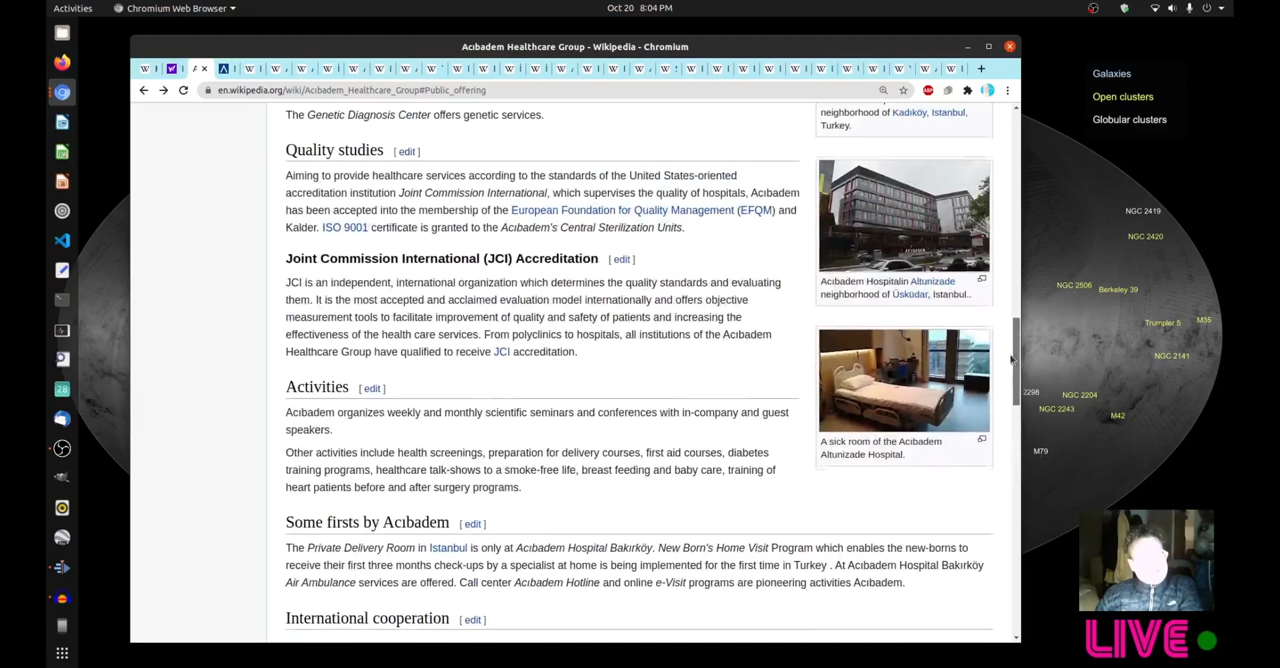 Activities
Chromium Web Browser
Oct 20 8:04 PM
Acıbadem Healthcare Group - Wikipedia - Chromium
en.wikipedia.org/wiki/Acıbadem_Healthcare_Group#Public_offering
The Genetic Diagnosis Center offers genetic services.
Quality studies [ edit ]
Aiming to provide healthcare services according to the standards of the United States-oriented
accreditation institution Joint Commission International, which supervises the quality of hospitals, Acıbadem
has been accepted into the membership of the European Foundation for Quality Management (EFQM) and
Kalder. ISO 9001 certificate is granted to the Acıbadem's Central Sterilization Units.
Joint Commission International (JCI) Accreditation [ edit ]
JCI is an independent, international organization which determines the quality standards and evaluating
them. It is the most accepted and acclaimed evaluation model internationally and offers objective
measurement tools to facilitate improvement of quality and safety of patients and increasing the
effectiveness of the health care services. From polyclinics to hospitals, all institutions of the Acıbadem
Healthcare Group have qualified to receive JCI accreditation.
Activities [ edit ]
Acıbadem organizes weekly and monthly scientific seminars and conferences with in-company and guest
speakers.
Other activities include health screenings, preparation for delivery courses, first aid courses, diabetes
training programs, healthcare talk-shows to a smoke-free life, breast feeding and baby care, training of
heart patients before and after surgery programs.
Some firsts by Acıbadem [ edit ]
The Private Delivery Room in Istanbul is only at Acıbadem Hospital Bakırköy. New Born's Home Visit Program which enables the new-borns to
receive their first three months check-ups by a specialist at home is being implemented for the first time in Turkey . At Acıbadem Hospital Bakırköy
Air Ambulance services are offered. Call center Acıbadem Hotline and online e-Visit programs are pioneering activities Acıbadem.
International cooperation [ edit ]
neighborhood of Kadıköy, Istanbul,
Turkey.
Acıbadem Hospitalin Altunizade
neighborhood of Üsküdar, Istanbul..
A sick room of the Acıbadem
Altunizade Hospital.
Galaxies
Open clusters
Globular clusters
NGC 2419
NGC 2420
NGC 2506
Berkeley 39
Trumpler 5
M35
NGC 2141
2298
NGC 2204
NGC 2243
M42
M79
28
LIVE